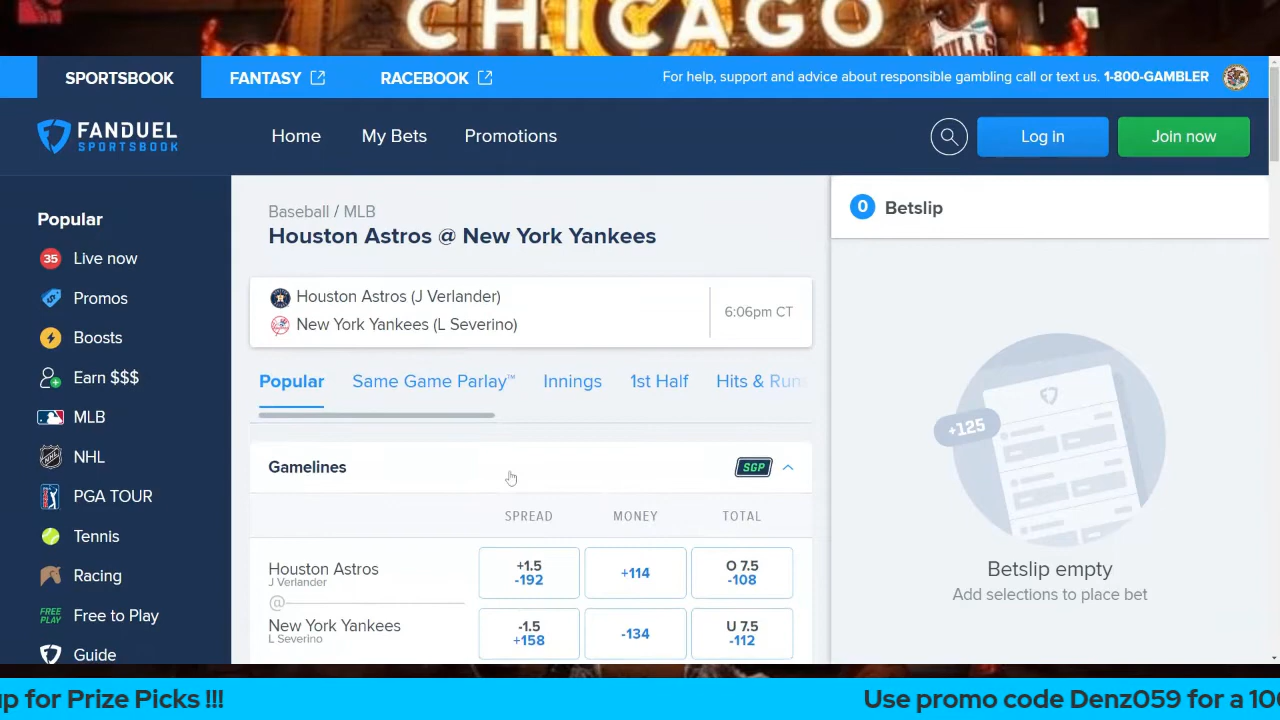 CHICAGO
BULLS
SPORTSBOOK
FANTASY
RACEBOOK
For help, support and advice about responsible gambling call or text us. 1-800-GAMBLER
FANDUEL
SPORTSBOOK
Home
My Bets
Promotions
Log in
Join now
Popular
35 Live now
Promos
Boosts
Earn $$$
MLB
NHL
PGA TOUR
Tennis
Racing
FREE
PLAY
Free to Play
Guide
Baseball / MLB
Houston Astros @ New York Yankees
Houston Astros (J Verlander)
New York Yankees (L Severino)
6:06pm CT
Popular
Same Game Parlay™
Innings
1st Half
Hits & Runs
Gamelines
SGP
SPREAD MONEY TOTAL
Houston Astros
J Verlander
+1.5
-192
+114
O 7.5
-108
@
New York Yankees
L Severino
-1.5
+158
-134
U 7.5
-112
0 Betslip
+125
Betslip empty
Add selections to place bet
up for Prize Picks !!!
Use promo code Denz059 for a 100